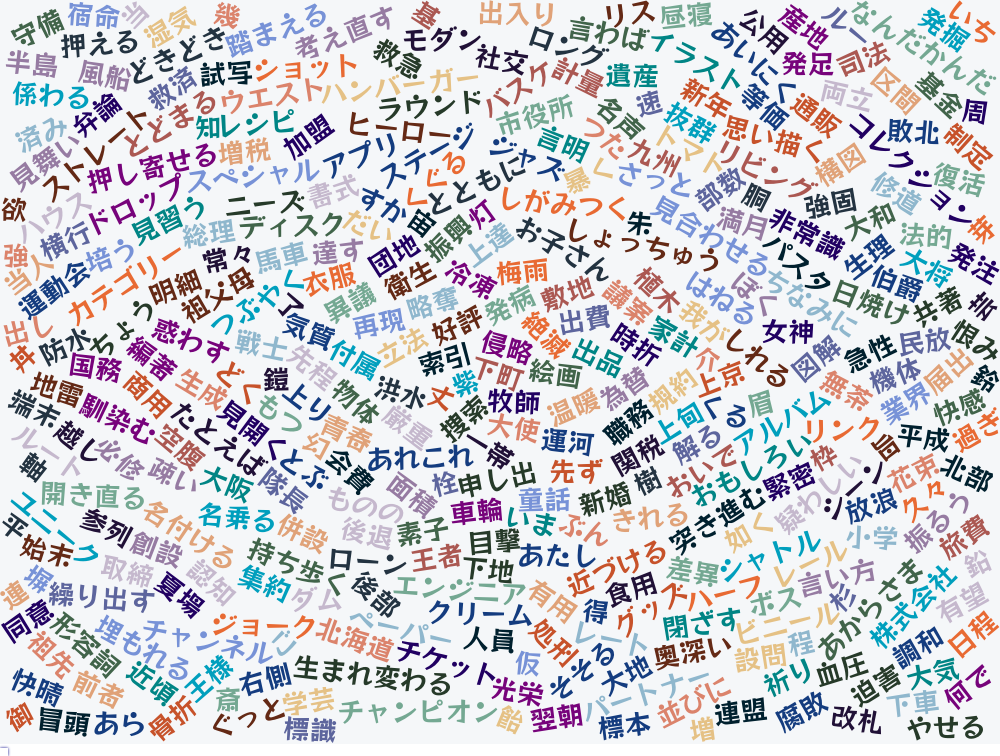 守備
宿命
当
湿気
幾
踏まえる
考え直す
基
出入り
リス
昼寝
公用
産地
ルー
なんだかんだ
発掘
いち
押える
どきどき
救急
モダン
社交
ロング
言わば
イラスト
あいにく
発足
司法
半島
風船
救済
試写
ショット
ハンバーガー
バスケ
計量
遺産
区間
基金
周
係わる
弁論
とどまる
ウエスト
ラウンド
市役所
名声
速
新年
等価
通販
両立
コレクション
敗北
制定
済み
見舞い
ストレート
知
レシピ
加盟
ヒーロー
ステージ
ジャズ
言明
つた
九州
トマト
抜群
思い描く
リビング
横図
押し寄せる
増税
スペシャル
アプリ
くぐる
とともに
暴く
さっと
部数
胴
強固
修道
復活
欲
ハウス
ドロップ
見習う
ニーズ
書式
すか
宙
しがみつく
朱
見合わせる
満月
非常識
大和
法的
寺
強
横行
総理
ディスク
だい
振興
灯
上達
お子さん
しょっちゅう
パスタ
生理
大将
発注
当人
運動会
培う
カテゴリー
常々
馬車
達す
団地
衛生
冷凍
梅雨
植木
はねる
ぼく
ちなみに
伯爵
日焼け
共著
州
明細
祖父母
つぶやく
衣服
異議
略奪
発病
敷地
講峯
我が
女神
出し
丼
防水
ちょう
惑わす
戦士
気質
再現
立法
好評
侵略
絶滅
出費
時折
家計
しれる
図解
急性
民放
恨み
国務
編著
どく
先程
付属
索引
下町
絵画
出品
介
上京
無茶
機体
届出
鈴
地雷
商用
生成
鎧
上り
物体
洪水
丈
紫
牧師
温暖
為替
規約
眉
アルバム
業界
快感
端末
馴染む
たとえば
見開く
もつ
青春
厳重
捜索
大使
運河
職務
上旬
くる
リンク
旨
平成
過ぎ
ルート
越し
必修
空腹
疎い
とぶ
幻
会費
あれこれ
一帯
関税
解る
おいで
おもしろい
枠
北部
軸
開き直る
大阪
隊長
ものの
面積
栓
申し出
先ず
新婚
樹
緊密
疑わしい
シーン
花束
久々
ユニーク
参列
名付ける
名乗る
併設
後退
素子
車輪
いま
童話
ぶん
きれる
突き進む
如く
放浪
振るう
旅費
平
始末
創設
持ち歩く
ローン
王者
目撃
あたし
近づける
差異
シャトル
小学
取締
認知
集約
ダム
後部
下地
エンジニア
有用
食用
ハーフ
レール
言い方
鉛
連
塀
繰り出す
夏場
得
グッズ
ボス
杉
あからさま
株式会社
有望
同意
形容詞
埋もれる
チャンネル
ジョーク
北海道
ペーパー
クリーム
人員
処刑
レート
閉ざす
ビニール
程
調和
日程
祖先
近頃
王様
心
チケット
仮
そそる
大地
奥深い
設問
祈り
血圧
迫害
大気
快晴
前者
右側
生まれ変わる
光栄
パートナー
並びに
下車
何で
御
冒頭
あら
骨折
斎
ぐっと
学芸
標識
チャンピオン
飴
翌朝
標本
増
連盟
腐敗
改札
やせる